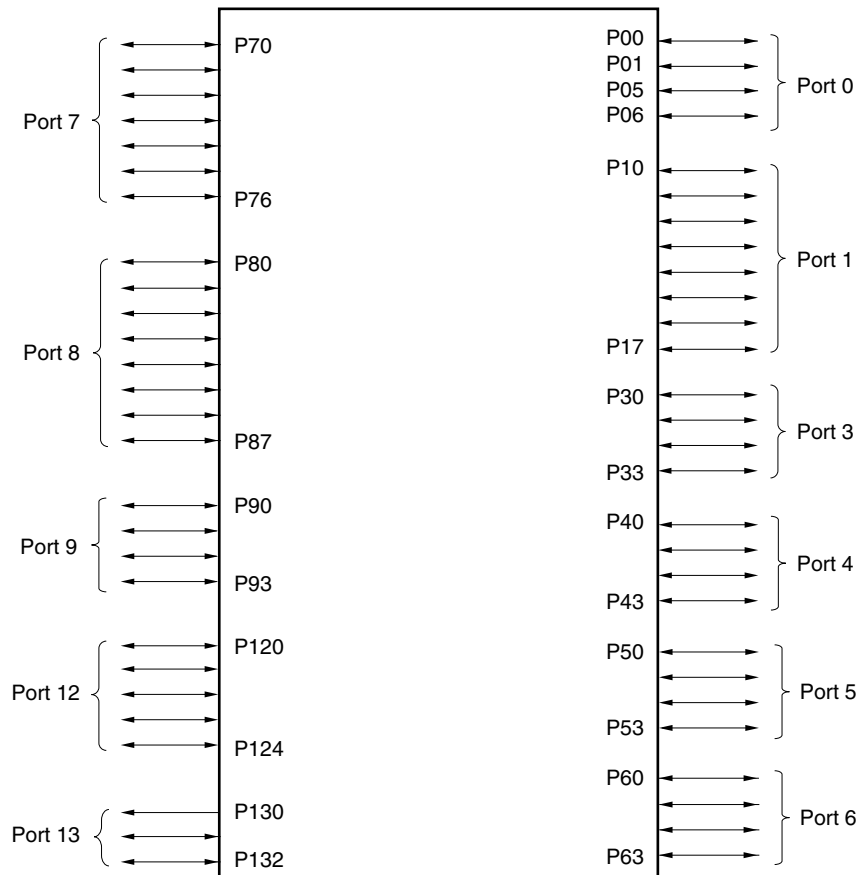 Port 7
P70
P76
Port 8
P80
P87
Port 9
P90
P93
Port 12
P120
P124
Port 13
P130
P132
P00
P01
P05
P06
Port 0
P10
P17
Port 1
P30
P33
Port 3
P40
P43
Port 4
P50
P53
Port 5
P60
P63
Port 6